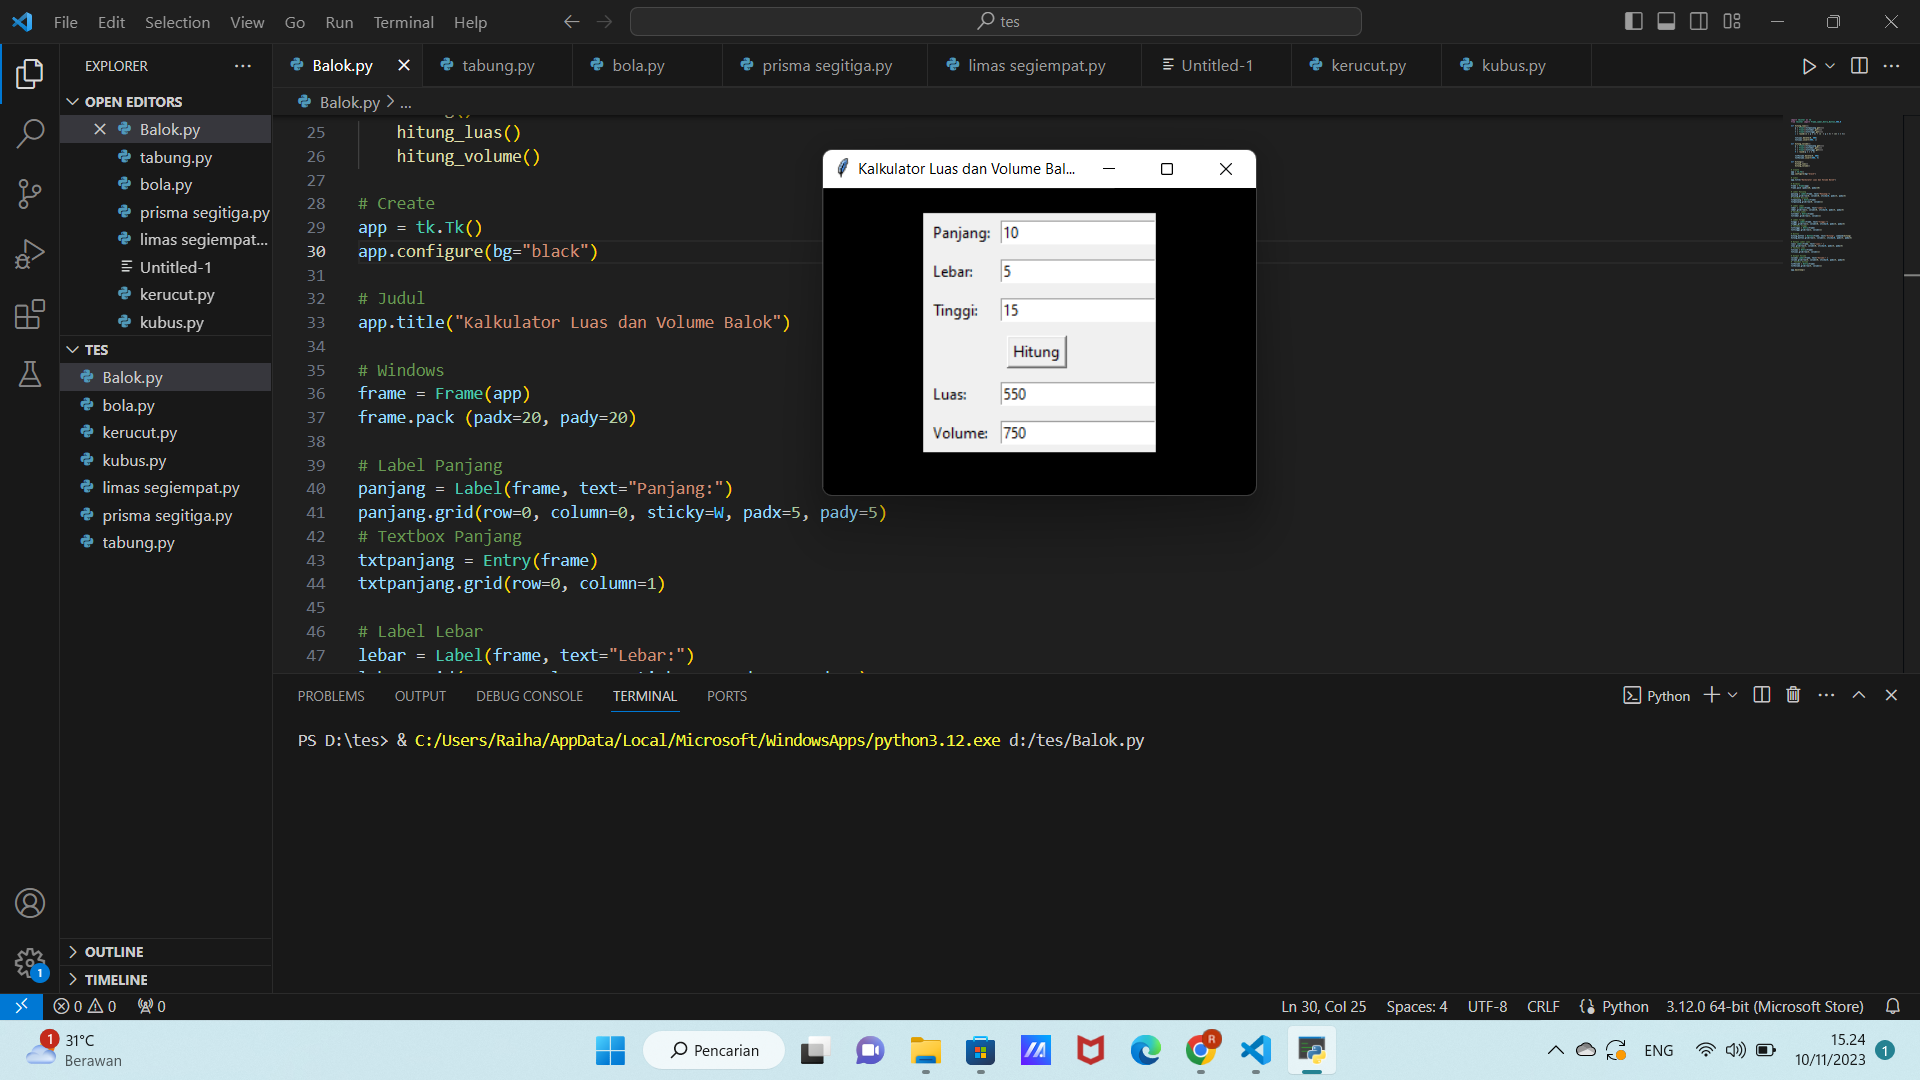 File Edit Selection View Go Run Terminal Help
tes
EXPLORER
OPEN EDITORS
Balok.py
tabung.py
bola.py
prisma segitiga.py
limas segiempat...
Untitled-1
kerucut.py
kubus.py
TES
Balok.py
bola.py
kerucut.py
kubus.py
limas segiempat.py
prisma segitiga.py
tabung.py
OUTLINE
TIMELINE
Balok.py tabung.py bola.py prisma segitiga.py limas segiempat.py Untitled-1 kerucut.py kubus.py
Balok.py > ...
25 hitung_luas()
26 hitung_volume()
27
28 # Create
29 app = tk.Tk()
30 app.configure(bg="black")
31
32 # Judul
33 app.title("Kalkulator Luas dan Volume Balok")
34
35 # Windows
36 frame = Frame(app)
37 frame.pack (padx=20, pady=20)
38
39 # Label Panjang
40 panjang = Label(frame, text="Panjang:")
41 panjang.grid(row=0, column=0, sticky=W, padx=5, pady=5)
42 # Textbox Panjang
43 txtpanjang = Entry(frame)
44 txtpanjang.grid(row=0, column=1)
45
46 # Label Lebar
47 lebar = Label(frame, text="Lebar:")
Kalkulator Luas dan Volume Bal...
Panjang: 10
Lebar: 5
Tinggi: 15
Hitung
Luas: 550
Volume: 750
PROBLEMS OUTPUT DEBUG CONSOLE TERMINAL PORTS
Python
PS D:\tes> & C:/Users/Raiha/AppData/Local/Microsoft/WindowsApps/python3.12.exe d:/tes/Balok.py
1
0 0 0
Ln 30, Col 25 Spaces: 4 UTF-8 CRLF Python 3.12.0 64-bit (Microsoft Store)
1
31°C
Berawan
Pencarian
R
ENG
15.24
10/11/2023
1